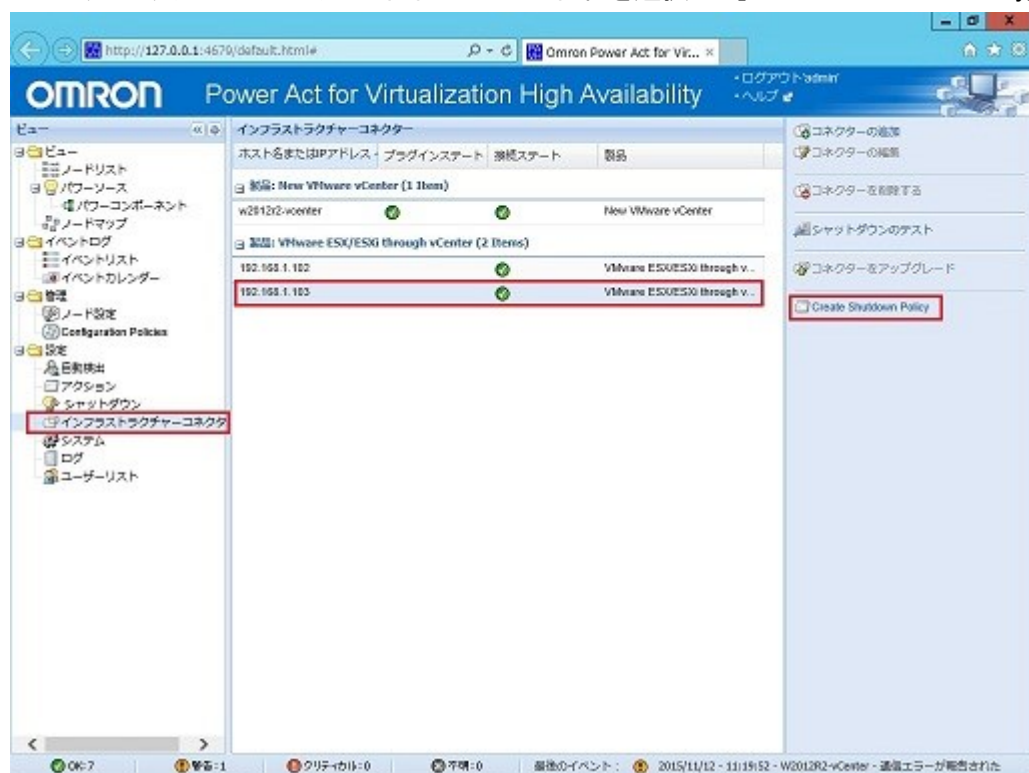 http://127.0.0.1:4679/default.html#
Omron Power Act for Vir...
OMRON Power Act for Virtualization High Availability
・ログアウト'admin'
・ヘルプ
ビュー
ビュー
ノードリスト
パワーソース
パワーコンポーネント
ノードマップ
イベントログ
イベントリスト
イベントカレンダー
管理
ノード設定
Configuration Policies
設定
自動検出
アクション
シャットダウン
インフラストラクチャーコネクタ
システム
ログ
ユーザーリスト
インフラストラクチャーコネクター
ホスト名またはIPアドレス プラグインステート 接続ステート 製品
製品: New VMware vCenter (1 Item)
w2012r2-vcenter New VMware vCenter
製品: VMware ESX/ESXi through vCenter (2 Items)
192.168.1.102 VMware ESX/ESXi through v...
192.168.1.103 VMware ESX/ESXi through v...
コネクターの追加
コネクターの編集
コネクターを削除する
シャットダウンのテスト
コネクターをアップグレード
Create Shutdown Policy
OK:7 警告:1 クリティカル:0 不明:0 最後のイベント: 2015/11/12 - 11:19:52 - W2012R2-vCenter - 通信エラーが報告された